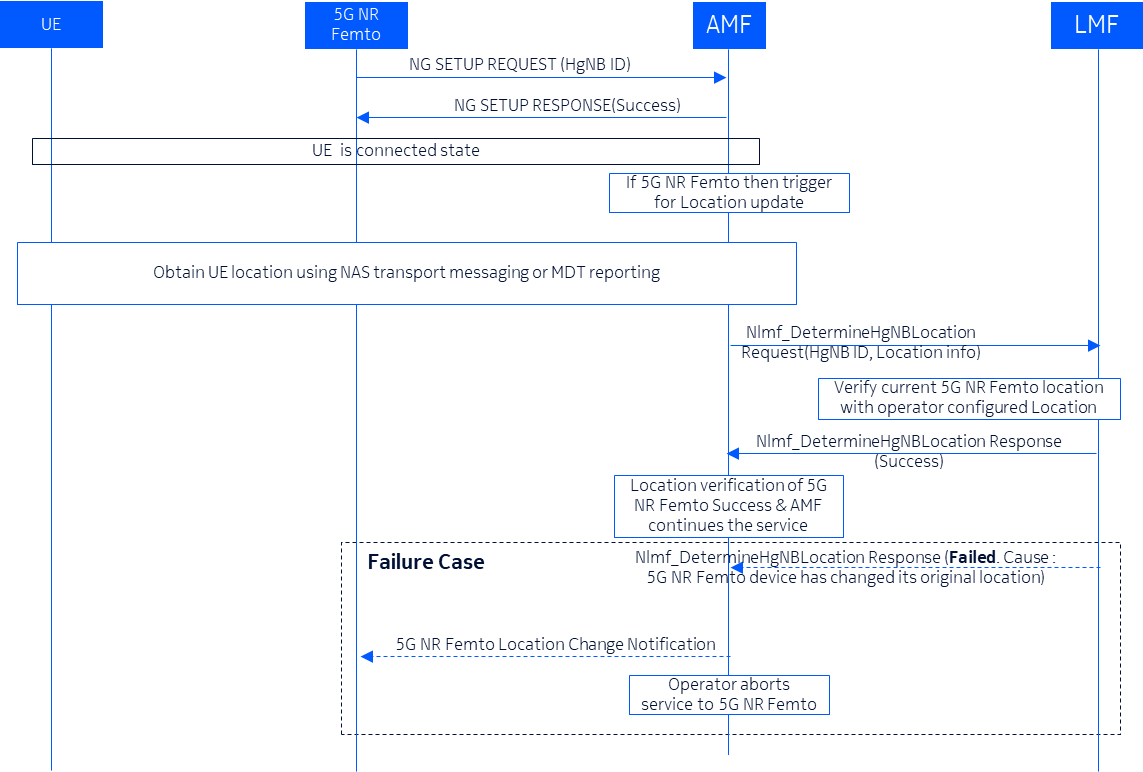 UE
5G NR
Femto
AMF
LMF
NG SETUP REQUEST (HgNB ID)
NG SETUP RESPONSE(Success)
UE is connected state
If 5G NR Femto then trigger
for Location update
Obtain UE location using NAS transport messaging or MDT reporting
Nlmf_DetermineHgNBLocation
Request(HgNB ID, Location info)
Verify current 5G NR Femto location
with operator configured Location
Nlmf_DetermineHgNBLocation Response
(Success)
Location verification of 5G
NR Femto Success & AMF
continues the service
Failure Case
Nlmf_DetermineHgNBLocation Response (Failed. Cause :
5G NR Femto device has changed its original location)
5G NR Femto Location Change Notification
Operator aborts
service to 5G NR Femto